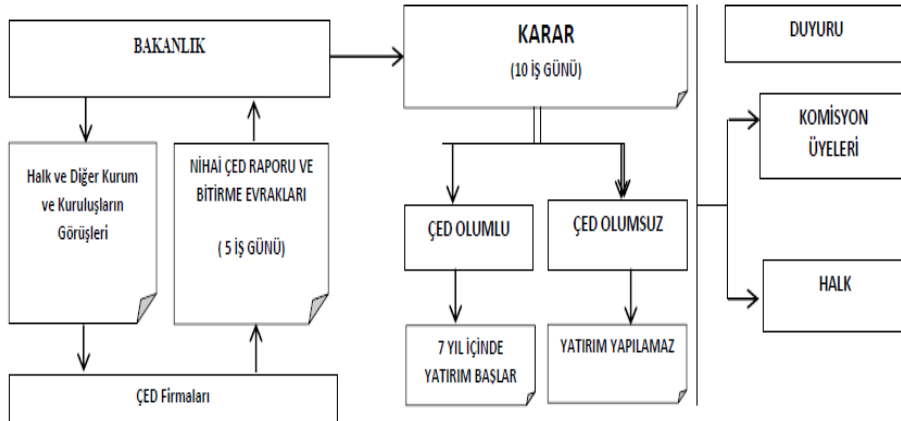 BAKANLIK
KARAR
(10 İŞ GÜNÜ)
DUYURU
Halk ve Diğer Kurum
ve Kuruluşların
Görüşleri
NİHAİ ÇED RAPORU VE
BİTİRME EVRAKLARI
( 5 İŞ GÜNÜ)
ÇED OLUMLU
ÇED OLUMSUZ
KOMİSYON
ÜYELERİ
HALK
7 YIL İÇİNDE
YATIRIM BAŞLAR
YATIRIM YAPILAMAZ
ÇED Firmaları